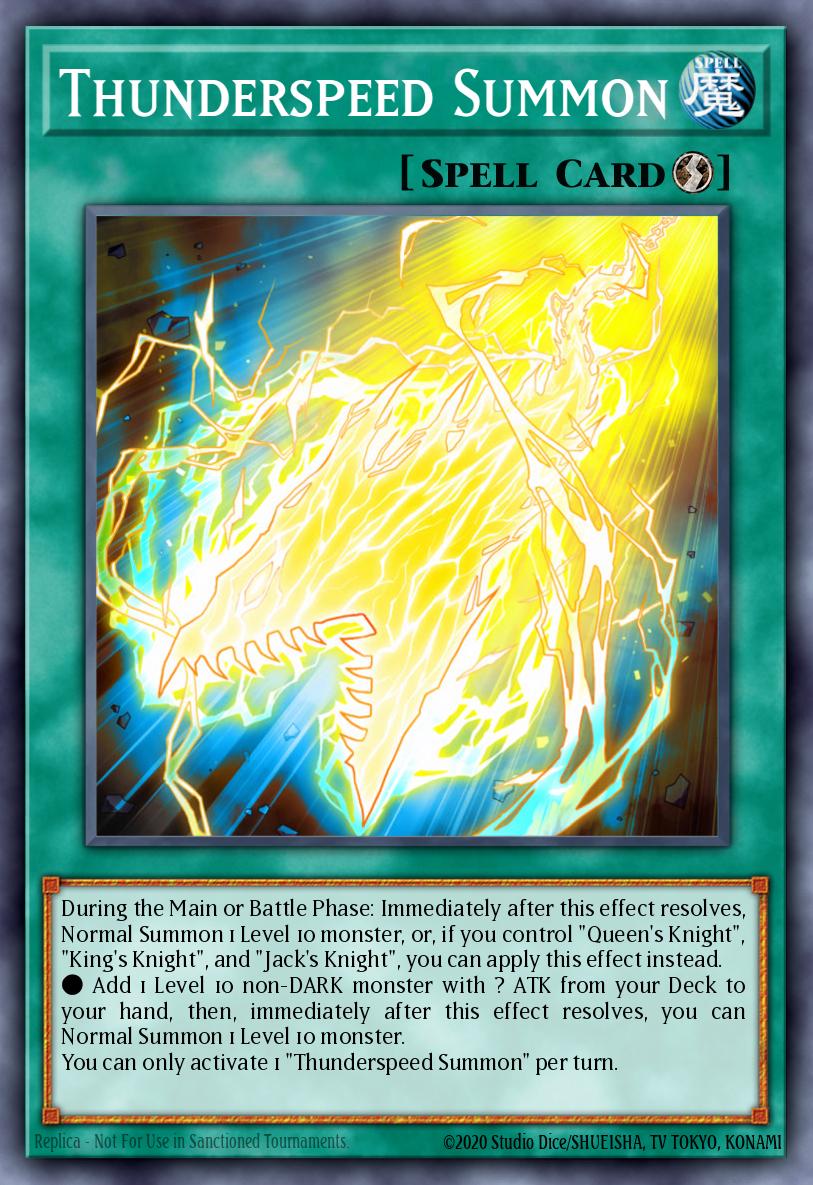 Thunderspeed Summon
SPELL
魔
[Spell Card]
During the Main or Battle Phase: Immediately after this effect resolves,
Normal Summon 1 Level 10 monster, or, if you control "Queen's Knight",
"King's Knight", and "Jack's Knight", you can apply this effect instead.
● Add 1 Level 10 non-DARK monster with ? ATK from your Deck to
your hand, then, immediately after this effect resolves, you can
Normal Summon 1 Level 10 monster.
You can only activate 1 "Thunderspeed Summon" per turn.
Replica - Not For Use in Sanctioned Tournaments.
©2020 Studio Dice/SHUEISHA, TV TOKYO, KONAMI